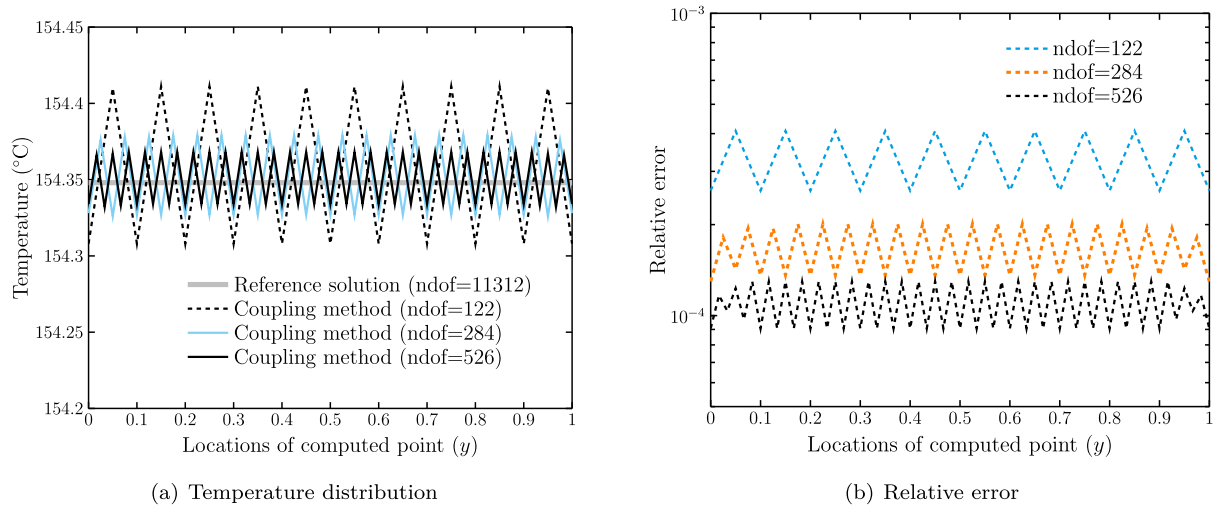 154.45
154.4
154.35
154.3
154.25
154.2
Temperature (°C)
Reference solution (ndof=11312)
Coupling method (ndof=122)
Coupling method (ndof=284)
Coupling method (ndof=526)
0 0.1 0.2 0.3 0.4 0.5 0.6 0.7 0.8 0.9 1
Locations of computed point (y)
(a) Temperature distribution
10⁻³
10⁻⁴
Relative error
ndof=122
ndof=284
ndof=526
0 0.1 0.2 0.3 0.4 0.5 0.6 0.7 0.8 0.9 1
Locations of computed point (y)
(b) Relative error